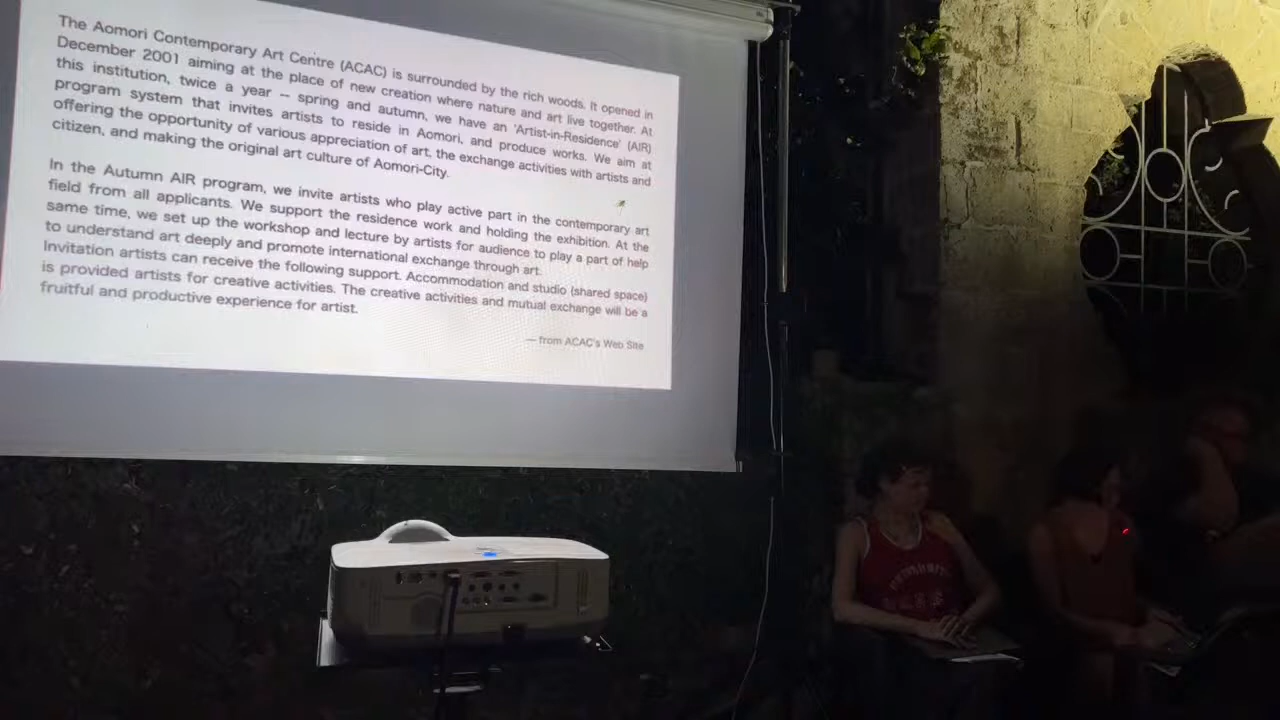 The Aomori Contemporary Art Centre (ACAC) is surrounded by the rich woods. It opened in
December 2001 aiming at the place of new creation where nature and art live together. At
this institution, twice a year – spring and autumn, we have an 'Artist-in-Residence' (AIR)
program system that invites artists to reside in Aomori, and produce works. We aim at
offering the opportunity of various appreciation of art, the exchange activities with artists and
citizen, and making the original art culture of Aomori-City.
In the Autumn AIR program, we invite artists who play active part in the contemporary art
field from all applicants. We support the residence work and holding the exhibition. At the
same time, we set up the workshop and lecture by artists for audience to play a part of help
to understand art deeply and promote international exchange through art.
Invitation artists can receive the following support. Accommodation and studio (shared space)
is provided artists for creative activities. The creative activities and mutual exchange will be a
fruitful and productive experience for artist.
— from ACAC's Web Site